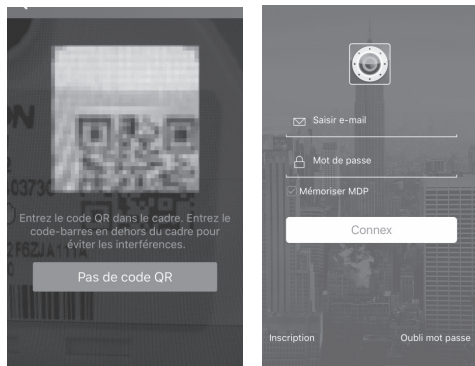 Entrez le code QR dans le cadre. Entrez le
code-barres en dehors du cadre pour
éviter les interférences.
Pas de code QR
Saisir e-mail
Mot de passe
Mémoriser MDP
Connex
Inscription
Oubli mot passe